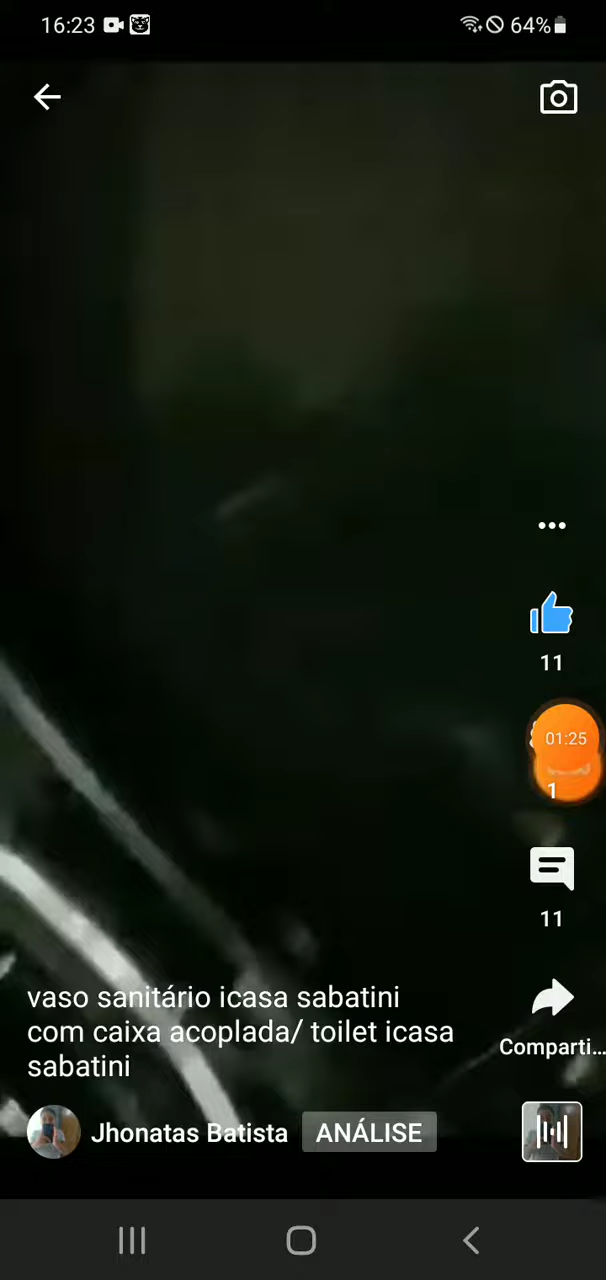 16:23
64%
11
01:25
1
11
vaso sanitário icasa sabatini
com caixa acoplada/ toilet icasa
sabatini
Comparti...
Jhonatas Batista
ANÁLISE